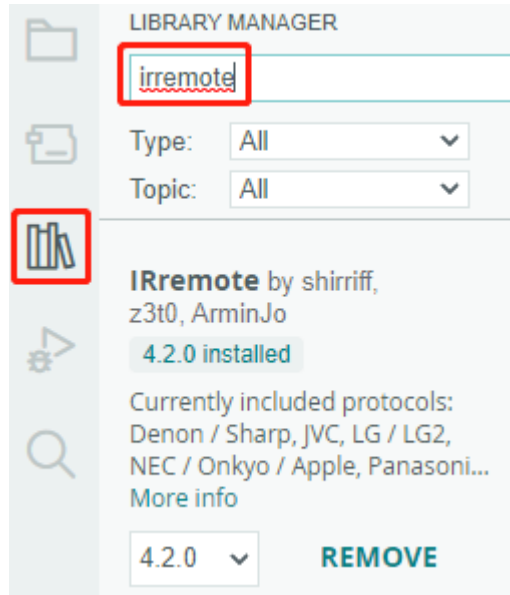 LIBRARY MANAGER
irremote
Type: All
Topic: All
IRremote by shirriff,
z3t0, ArminJo
4.2.0 installed
Currently included protocols:
Denon / Sharp, JVC, LG / LG2,
NEC / Onkyo / Apple, Panasoni...
More info
4.2.0 REMOVE